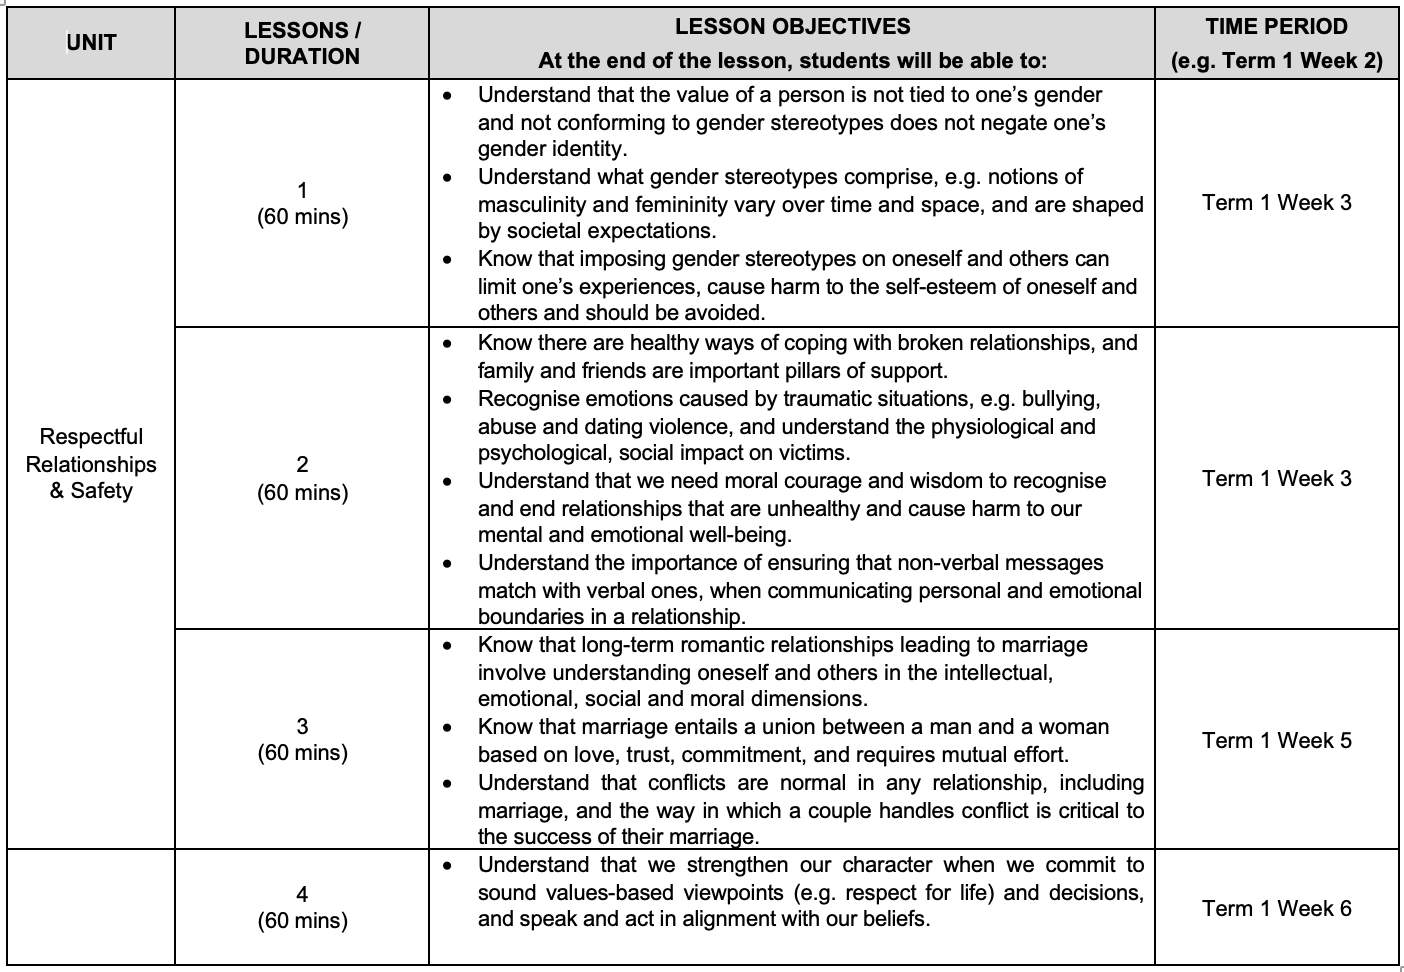 UNIT
LESSONS /
DURATION
LESSON OBJECTIVES
At the end of the lesson, students will be able to:
TIME PERIOD
(e.g. Term 1 Week 2)
Respectful
Relationships
& Safety
1
(60 mins)
• Understand that the value of a person is not tied to one’s gender
and not conforming to gender stereotypes does not negate one’s
gender identity.
• Understand what gender stereotypes comprise, e.g. notions of
masculinity and femininity vary over time and space, and are shaped
by societal expectations.
• Know that imposing gender stereotypes on oneself and others can
limit one’s experiences, cause harm to the self-esteem of oneself and
others and should be avoided.
Term 1 Week 3
2
(60 mins)
• Know there are healthy ways of coping with broken relationships, and
family and friends are important pillars of support.
• Recognise emotions caused by traumatic situations, e.g. bullying,
abuse and dating violence, and understand the physiological and
psychological, social impact on victims.
• Understand that we need moral courage and wisdom to recognise
and end relationships that are unhealthy and cause harm to our
mental and emotional well-being.
• Understand the importance of ensuring that non-verbal messages
match with verbal ones, when communicating personal and emotional
boundaries in a relationship.
Term 1 Week 3
3
(60 mins)
• Know that long-term romantic relationships leading to marriage
involve understanding oneself and others in the intellectual,
emotional, social and moral dimensions.
• Know that marriage entails a union between a man and a woman
based on love, trust, commitment, and requires mutual effort.
• Understand that conflicts are normal in any relationship, including
marriage, and the way in which a couple handles conflict is critical to
the success of their marriage.
Term 1 Week 5
4
(60 mins)
• Understand that we strengthen our character when we commit to
sound values-based viewpoints (e.g. respect for life) and decisions,
and speak and act in alignment with our beliefs.
Term 1 Week 6